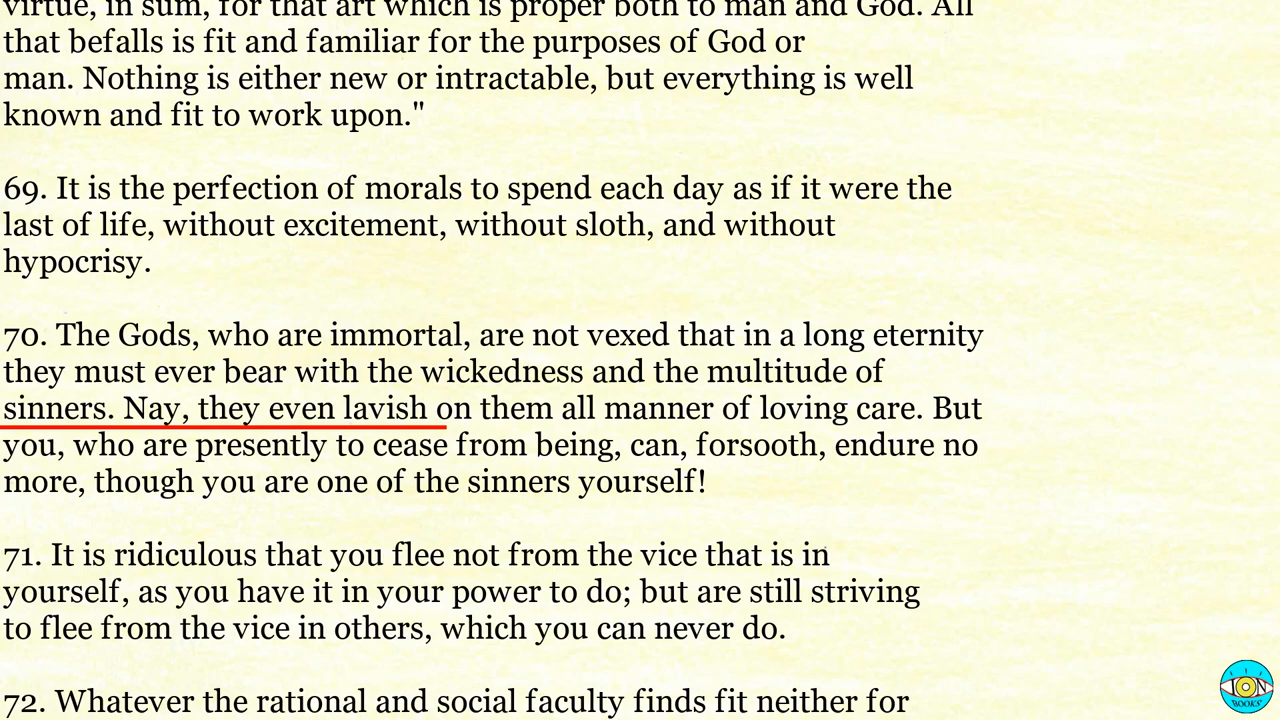 virtue, in sum, for that art which is proper both to man and God. All
that befalls is fit and familiar for the purposes of God or
man. Nothing is either new or intractable, but everything is well
known and fit to work upon."
69. It is the perfection of morals to spend each day as if it were the
last of life, without excitement, without sloth, and without
hypocrisy.
70. The Gods, who are immortal, are not vexed that in a long eternity
they must ever bear with the wickedness and the multitude of
sinners. Nay, they even lavish on them all manner of loving care. But
you, who are presently to cease from being, can, forsooth, endure no
more, though you are one of the sinners yourself!
71. It is ridiculous that you flee not from the vice that is in
yourself, as you have it in your power to do; but are still striving
to flee from the vice in others, which you can never do.
72. Whatever the rational and social faculty finds fit neither for
ION
BOOKS